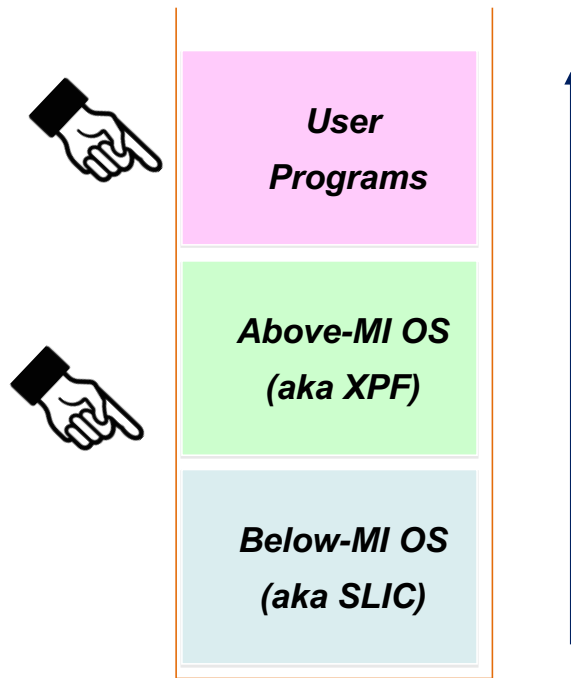 User
Programs
Above-MI OS
(aka XPF)
Below-MI OS
(aka SLIC)